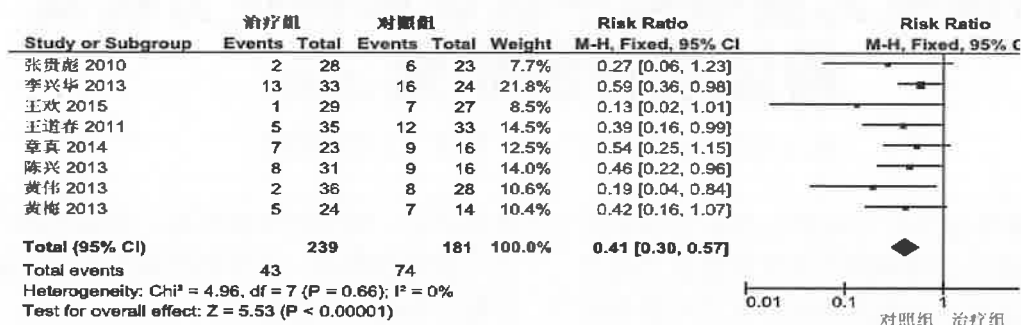 治疗组 对照组 Risk Ratio Risk Ratio
Study or Subgroup Events Total Events Total Weight M-H, Fixed, 95% CI M-H, Fixed, 95% C
张贵彪 2010 2 28 6 23 7.7% 0.27 [0.06, 1.23]
李兴华 2013 13 33 16 24 21.8% 0.59 [0.36, 0.98]
王欢 2015 1 29 7 27 8.5% 0.13 [0.02, 1.01]
王道春 2011 5 35 12 33 14.5% 0.39 [0.16, 0.99]
章真 2014 7 23 9 16 12.5% 0.54 [0.25, 1.15]
陈兴 2013 8 31 9 16 14.0% 0.46 [0.22, 0.96]
黄伟 2013 2 36 8 28 10.6% 0.19 [0.04, 0.84]
黄梅 2013 5 24 7 14 10.4% 0.42 [0.16, 1.07]
Total (95% CI) 239 181 100.0% 0.41 [0.30, 0.57]
Total events 43 74
Heterogeneity: Chi² = 4.96, df = 7 (P = 0.66); I² = 0%
Test for overall effect: Z = 5.53 (P < 0.00001)
0.01 0.1 1
对照组 治疗组